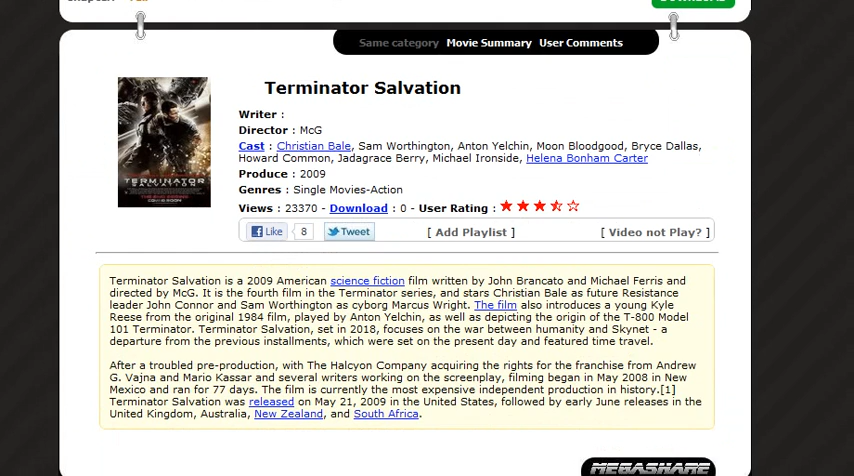 Same category Movie Summary User Comments
Terminator Salvation
Writer :
Director : McG
Cast : Christian Bale, Sam Worthington, Anton Yelchin, Moon Bloodgood, Bryce Dallas,
Howard Common, Jadagrace Berry, Michael Ironside, Helena Bonham Carter
Produce : 2009
Genres : Single Movies-Action
Views : 23370 - Download : 0 - User Rating :
Like 8 Tweet [ Add Playlist ] [ Video not Play? ]
TERMINATOR
SALVATION
Terminator Salvation is a 2009 American science fiction film written by John Brancato and Michael Ferris and
directed by McG. It is the fourth film in the Terminator series, and stars Christian Bale as future Resistance
leader John Connor and Sam Worthington as cyborg Marcus Wright. The film also introduces a young Kyle
Reese from the original 1984 film, played by Anton Yelchin, as well as depicting the origin of the T-800 Model
101 Terminator. Terminator Salvation, set in 2018, focuses on the war between humanity and Skynet - a
departure from the previous installments, which were set on the present day and featured time travel.
After a troubled pre-production, with The Halcyon Company acquiring the rights for the franchise from Andrew
G. Vajna and Mario Kassar and several writers working on the screenplay, filming began in May 2008 in New
Mexico and ran for 77 days. The film is currently the most expensive independent production in history.[1]
Terminator Salvation was released on May 21, 2009 in the United States, followed by early June releases in the
United Kingdom, Australia, New Zealand, and South Africa.
MEGASHARE